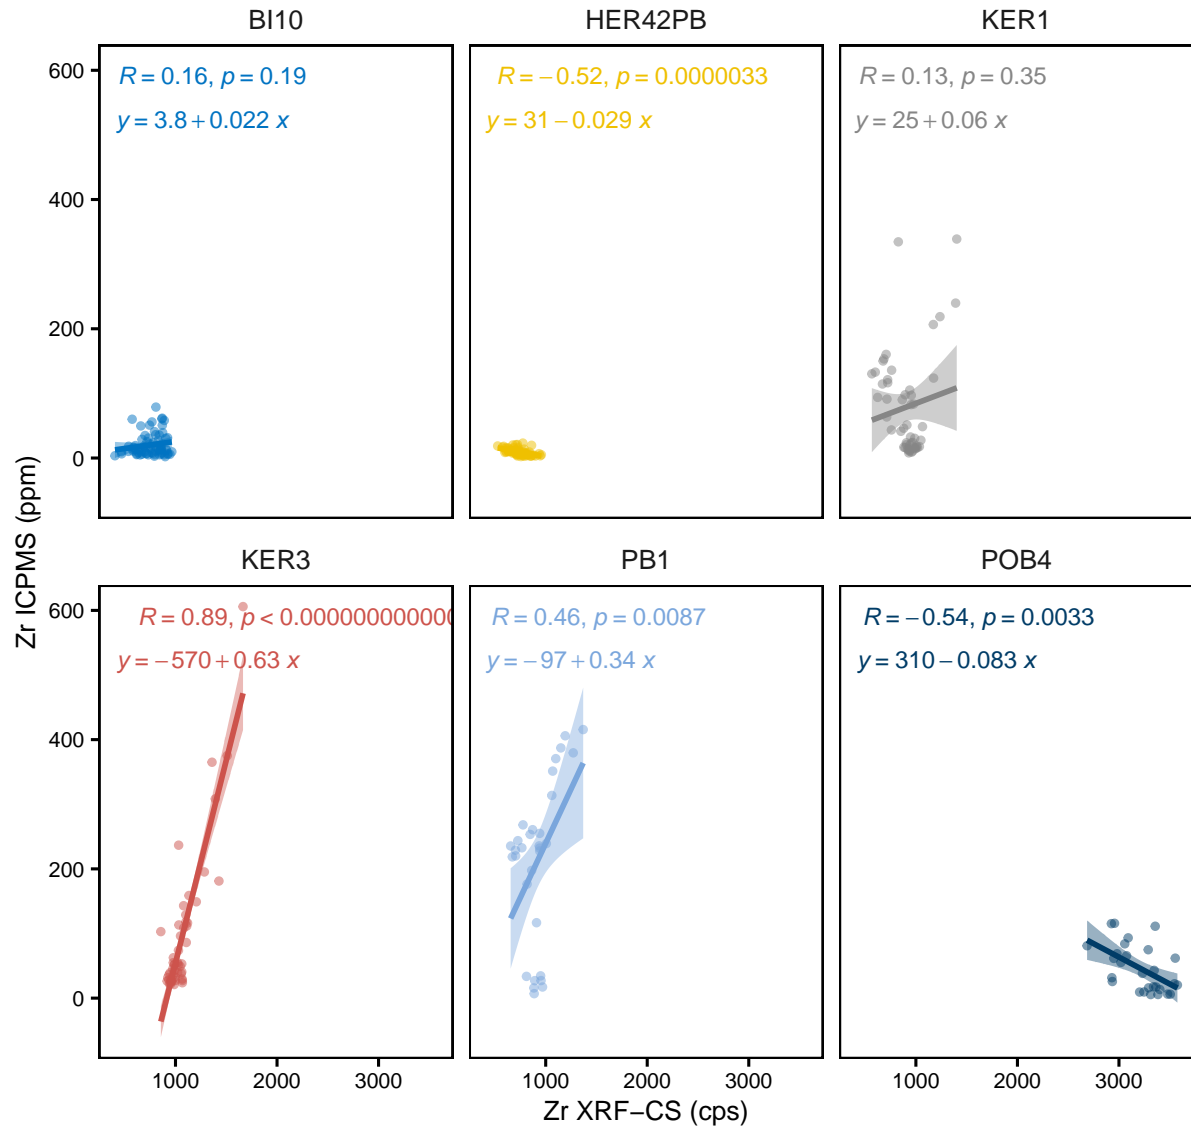 BI10 HER42PB KER1
R = 0.16, p = 0.19
y = 3.8 + 0.022 x
R = −0.52, p = 0.0000033
y = 31 − 0.029 x
R = 0.13, p = 0.35
y = 25 + 0.06 x
600
400
200
0
Zr ICPMS (ppm)
KER3 PB1 POB4
R = 0.89, p < 0.000000000000
y = −570 + 0.63 x
R = 0.46, p = 0.0087
y = −97 + 0.34 x
R = −0.54, p = 0.0033
y = 310 − 0.083 x
600
400
200
0
1000 2000 3000 1000 2000 3000 1000 2000 3000
Zr XRF−CS (cps)